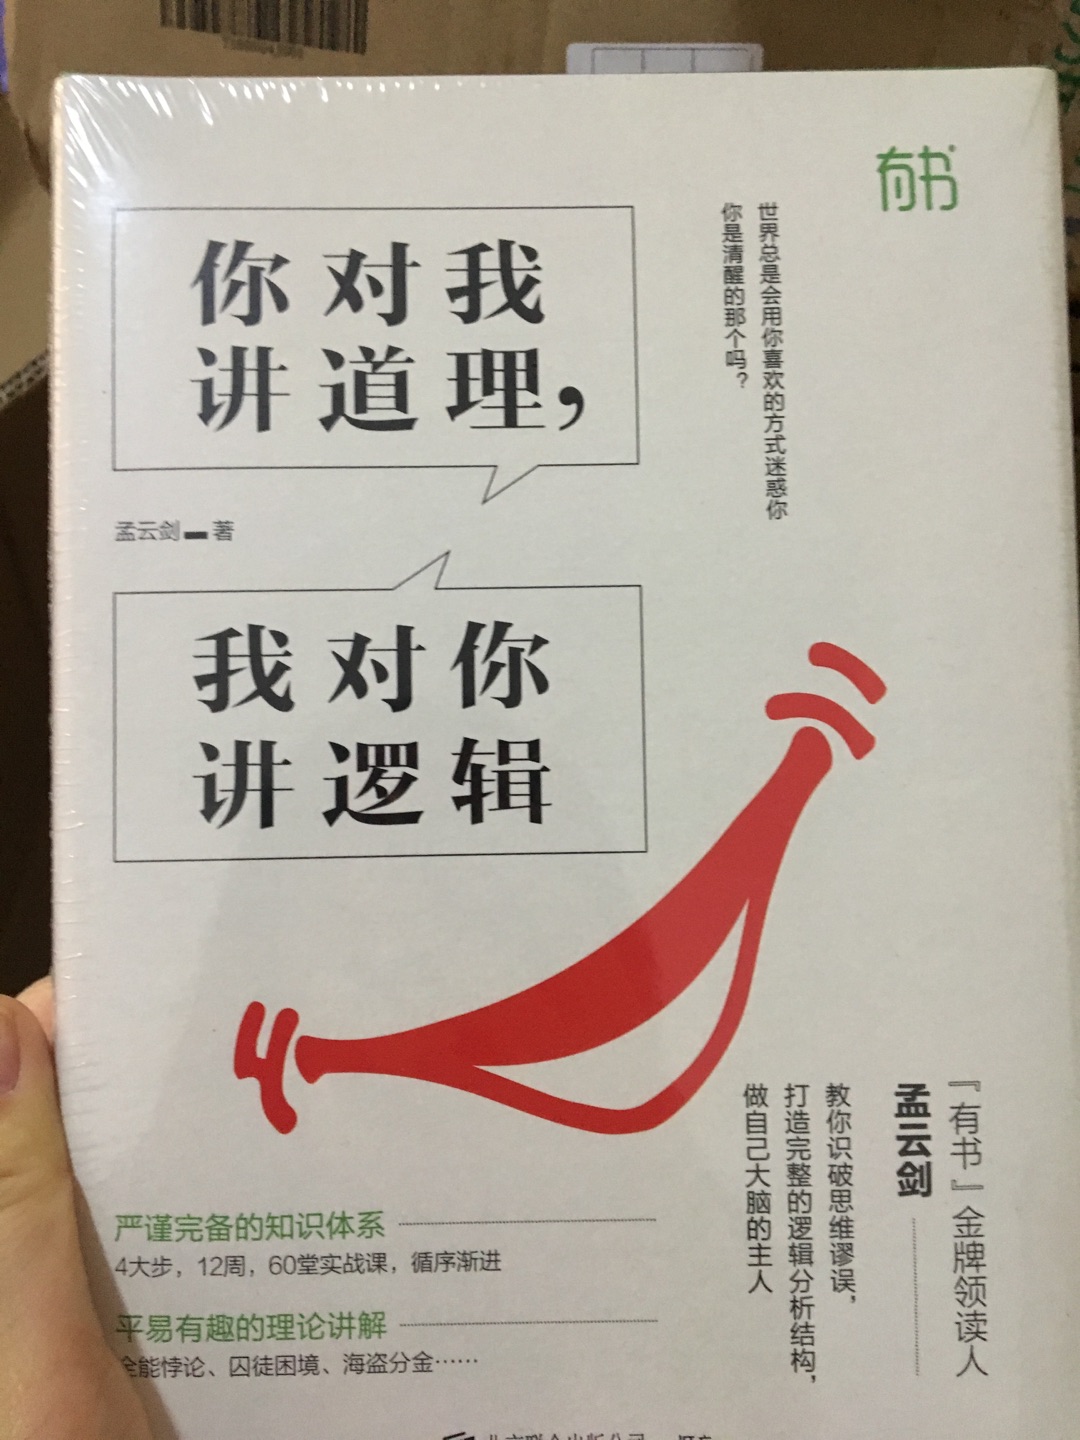 有书
世界总是会用你喜欢的方式迷惑你
你是清醒的那个吗？
你对我
讲道理，
孟云剑 著
我对你
讲逻辑
『有书』金牌领读人
孟云剑
教你识破思维谬误，
打造完整的逻辑分析结构，
做自己大脑的主人
严谨完备的知识体系
4大步，12周，60堂实战课，循序渐进
平易有趣的理论讲解
全能悖论、囚徒困境、海盗分金……